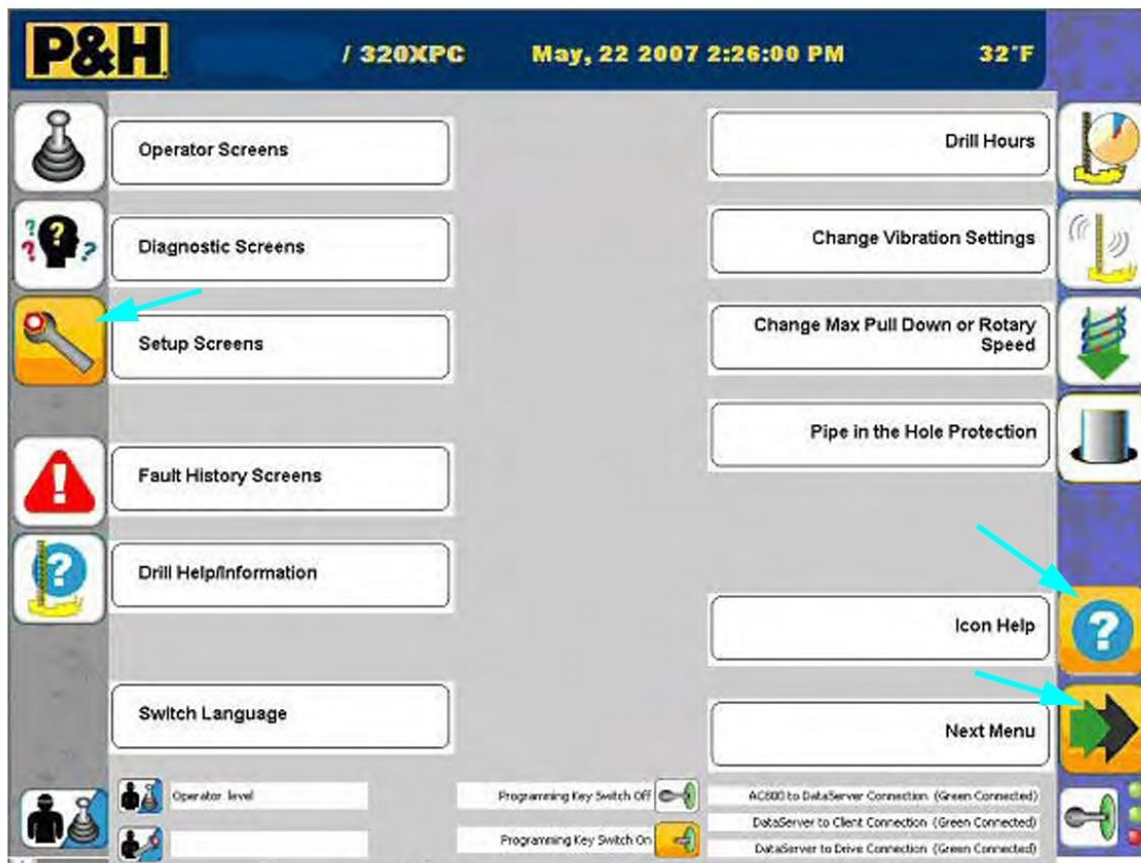 P&H / 320XPC May, 22 2007 2:26:00 PM 32°F
Operator Screens
Diagnostic Screens
Setup Screens
Fault History Screens
Drill Help/Information
Switch Language
Drill Hours
Change Vibration Settings
Change Max Pull Down or Rotary
Speed
Pipe in the Hole Protection
Icon Help
Next Menu
Operator level
Programming Key Switch Off
Programming Key Switch On
AC800 to DataServer Connection (Green Connected)
DataServer to Client Connection (Green Connected)
DataServer to Drive Connection (Green Connected)